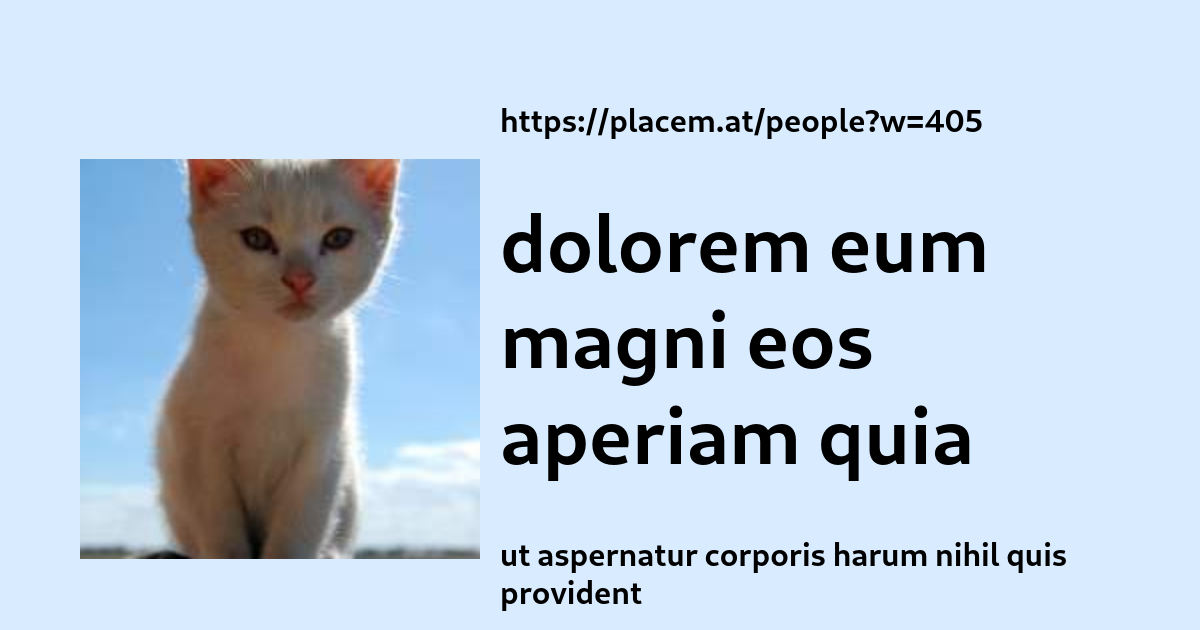 https://placem.at/people?w=405
dolorem eum
magni eos
aperiam quia
ut aspernatur corporis harum nihil quis
provident